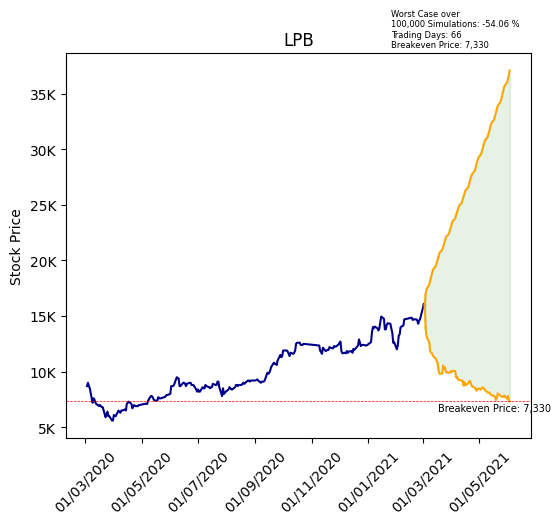 Worst Case over
100,000 Simulations: -54.06 %
Trading Days: 66
Breakeven Price: 7,330
LPB
Stock Price
35K
30K
25K
20K
15K
10K
5K
Breakeven Price: 7,330
01/03/2020
01/05/2020
01/07/2020
01/09/2020
01/11/2020
01/01/2021
01/03/2021
01/05/2021